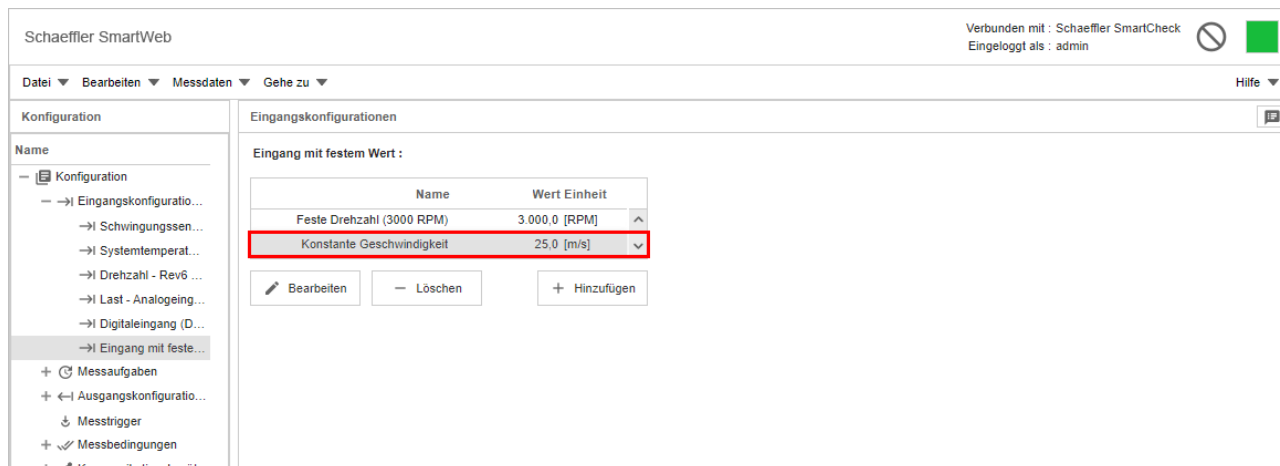 Schaeffler SmartWeb
Verbunden mit : Schaeffler SmartCheck
Eingeloggt als : admin
Datei Bearbeiten Messdaten Gehe zu Hilfe
Konfiguration
Name
Konfiguration
Eingangskonfiguratio...
Schwingungssen...
Systemtemperat...
Drehzahl - Rev6 ...
Last - Analogeing...
Digitaleingang (D...
Eingang mit feste...
Messaufgaben
Ausgangskonfiguratio...
Messtrigger
Messbedingungen
Eingangskonfigurationen
Eingang mit festem Wert :
Name Wert Einheit
Feste Drehzahl (3000 RPM) 3.000,0 [RPM]
Konstante Geschwindigkeit 25,0 [m/s]
Bearbeiten Löschen Hinzufügen